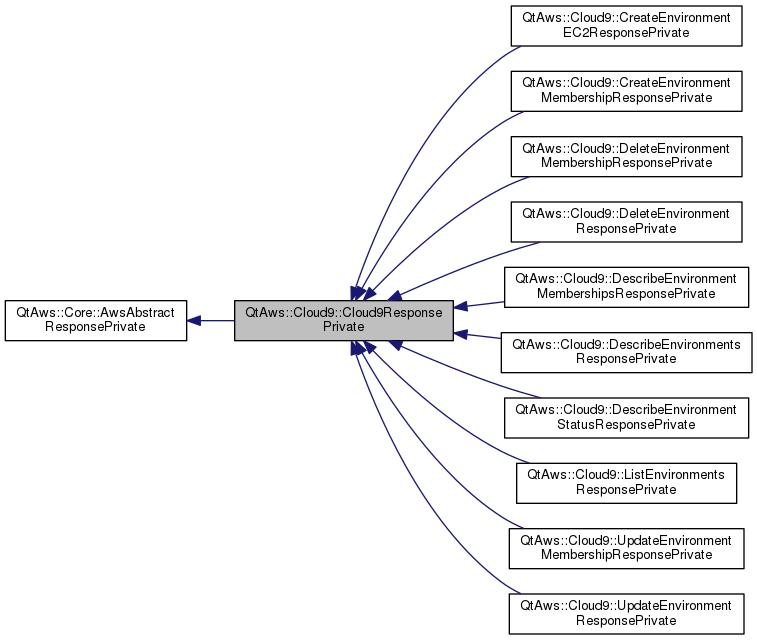 QtAws::Core::AwsAbstract
ResponsePrivate
QtAws::Cloud9::Cloud9Response
Private
QtAws::Cloud9::CreateEnvironment
EC2ResponsePrivate
QtAws::Cloud9::CreateEnvironment
MembershipResponsePrivate
QtAws::Cloud9::DeleteEnvironment
MembershipResponsePrivate
QtAws::Cloud9::DeleteEnvironment
ResponsePrivate
QtAws::Cloud9::DescribeEnvironment
MembershipsResponsePrivate
QtAws::Cloud9::DescribeEnvironments
ResponsePrivate
QtAws::Cloud9::DescribeEnvironment
StatusResponsePrivate
QtAws::Cloud9::ListEnvironments
ResponsePrivate
QtAws::Cloud9::UpdateEnvironment
MembershipResponsePrivate
QtAws::Cloud9::UpdateEnvironment
ResponsePrivate